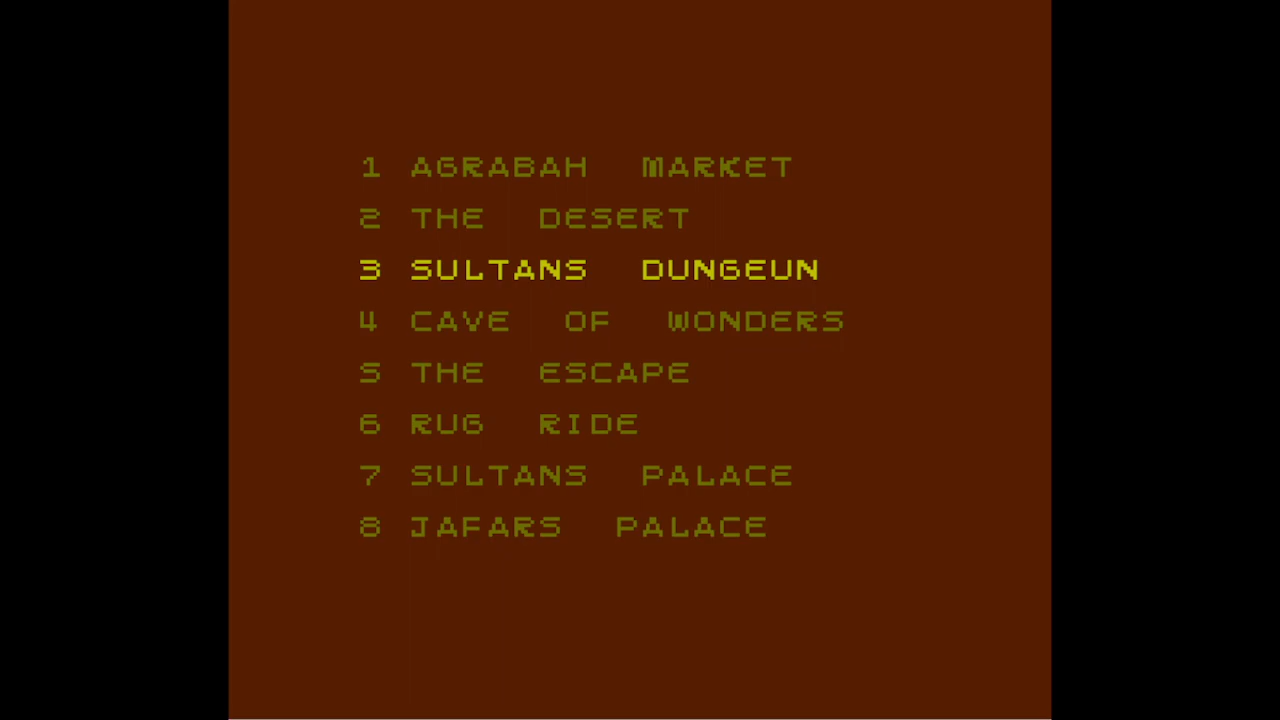 1 AGRABAH MARKET
2 THE DESERT
3 SULTANS DUNGEUN
4 CAVE OF WONDERS
5 THE ESCAPE
6 RUG RIDE
7 SULTANS PALACE
8 JAFARS PALACE